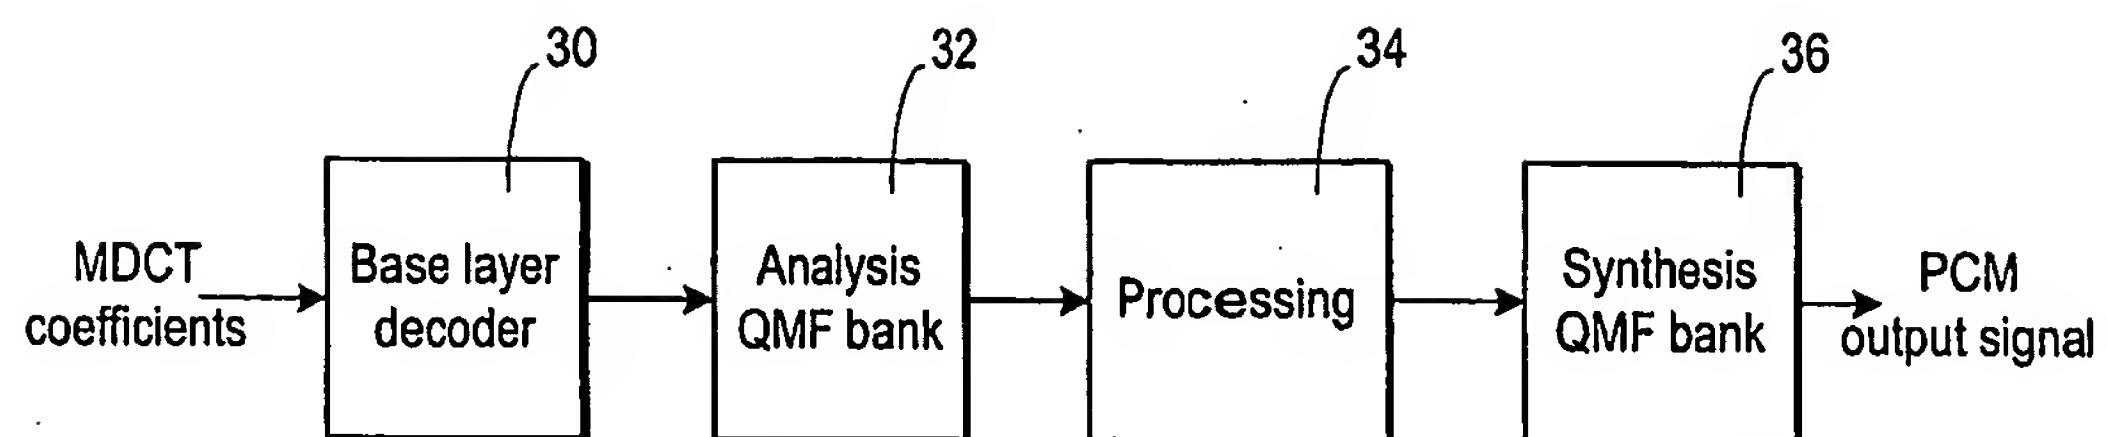 30
32
34
36
MDCT
coefficients
Base layer
decoder
Analysis
QMF bank
Processing
Synthesis
QMF bank
PCM
output signal